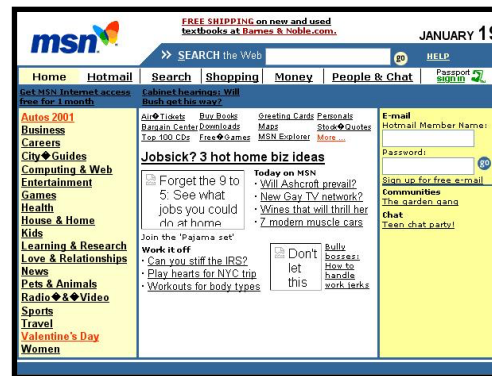 msn
FREE SHIPPING on new and used
textbooks at Barnes & Noble.com.
JANUARY 19
>> SEARCH the Web
go
HELP
Home
Hotmail
Search
Shopping
Money
People & Chat
Passport
sign in
Get MSN Internet access
free for 1 month
Cabinet hearings: Will
Bush get his way?
Autos 2001
Business
Careers
City�Guides
Computing & Web
Entertainment
Games
Health
House & Home
Kids
Learning & Research
Love & Relationships
News
Pets & Animals
Radio�&�Video
Sports
Travel
Valentine's Day
Women
Air�Tickets Buy Books Greeting Cards Personals
Bargain Center Downloads Maps Stock�Quotes
Top 100 CDs Free�Games MSN Explorer More ...
Jobsick? 3 hot home biz ideas
Forget the 9 to
5: See what
jobs you could
do at home
Join the 'Pajama set'
Today on MSN
· Will Ashcroft prevail?
· New Gay TV network?
· Wines that will thrill her
· 7 modern muscle cars
Work it off
· Can you stiff the IRS?
· Play hearts for NYC trip
· Workouts for body types
Don't
let
this
Bully
bosses:
How to
handle
work jerks
E-mail
Hotmail Member Name:
Password:
go
Sign up for free e-mail
Communities
The garden gang
Chat
Teen chat party!